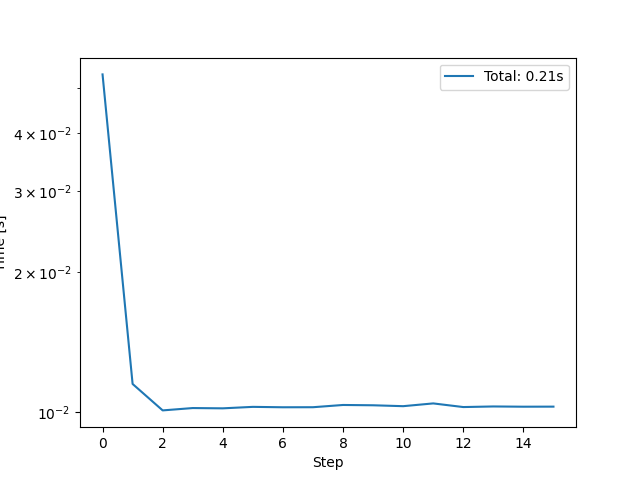 Total: 0.21s
4 × 10⁻²
3 × 10⁻²
2 × 10⁻²
10⁻²
Time [s]
0 2 4 6 8 10 12 14
Step